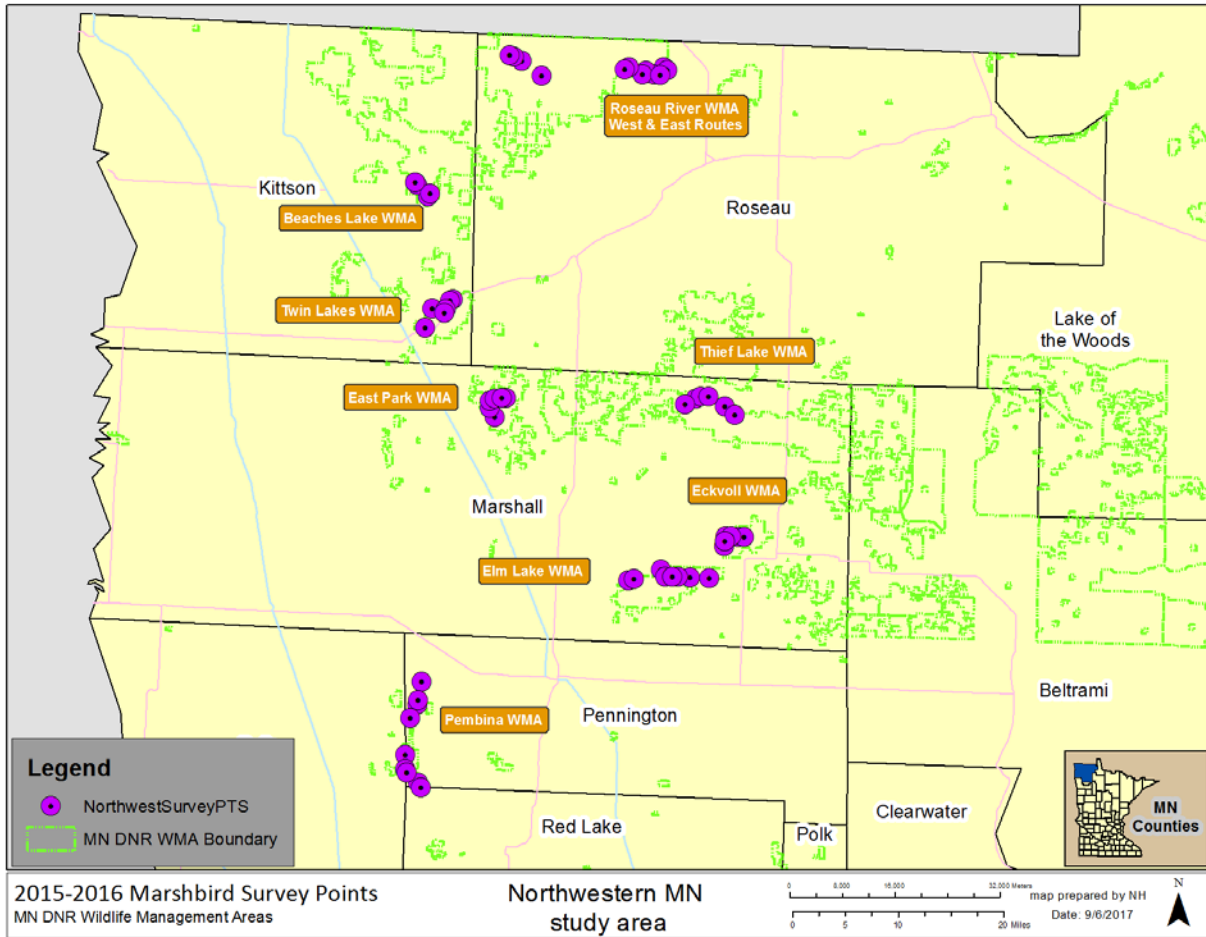 Roseau River WMA
West & East Routes
Kittson
Beaches Lake WMA
Roseau
Twin Lakes WMA
Lake of
the Woods
Thief Lake WMA
East Park WMA
Eckvoll WMA
Marshall
Elm Lake WMA
Beltrami
Pembina WMA
Pennington
Legend
NorthwestSurveyPTS
MN DNR WMA Boundary
Red Lake
Polk
Clearwater
MN
Counties
2015-2016 Marshbird Survey Points
MN DNR Wildlife Management Areas
Northwestern MN
study area
0 8,000 16,000 32,000 Meters
0 5 10 20 Miles
map prepared by NH
Date: 9/6/2017
N